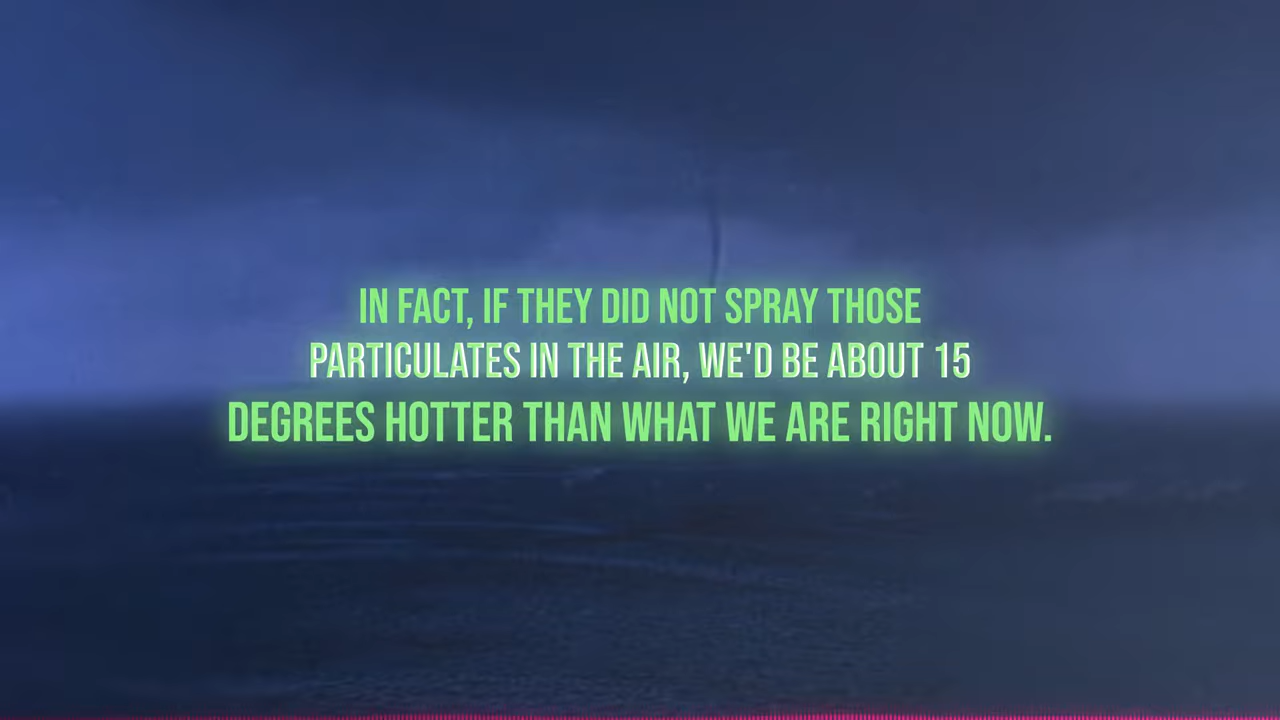 IN FACT, IF THEY DID NOT SPRAY THOSE
PARTICULATES IN THE AIR, WE'D BE ABOUT 15
DEGREES HOTTER THAN WHAT WE ARE RIGHT NOW.